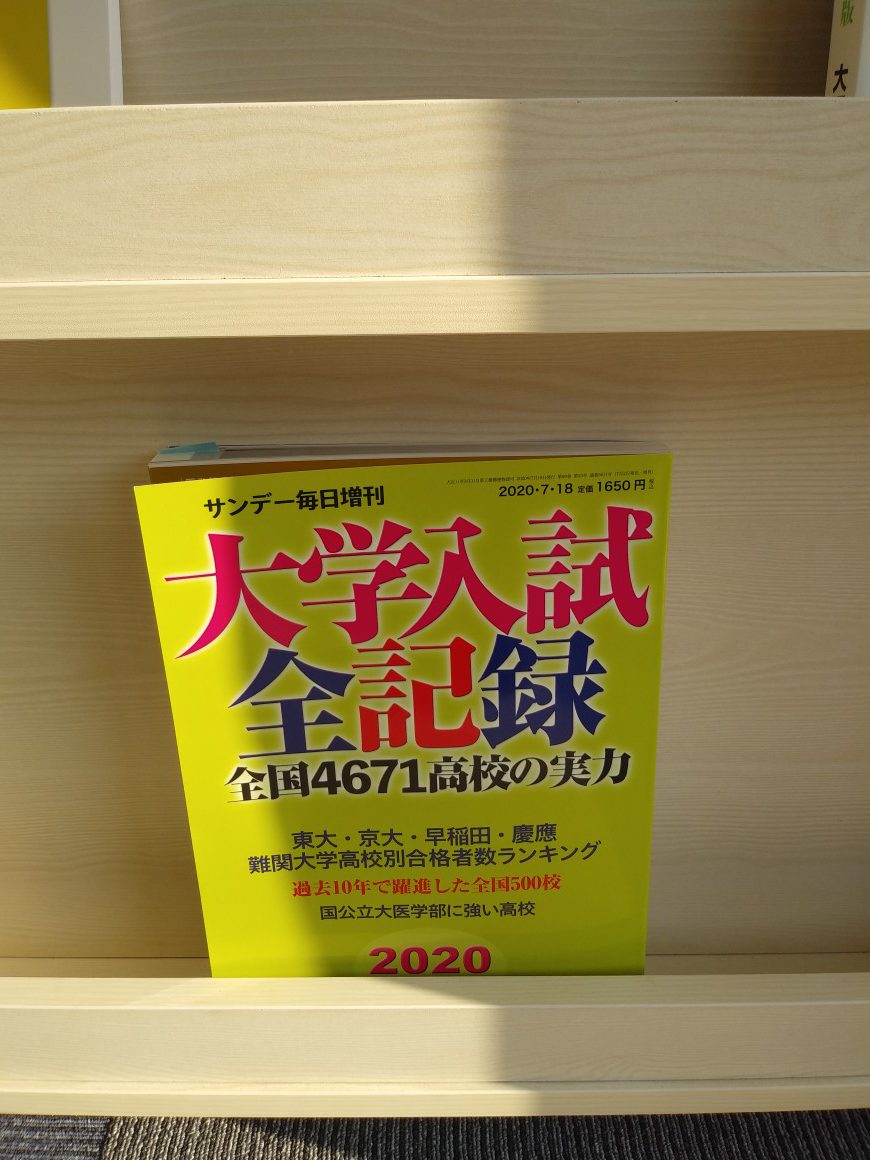 版
大
サンデー毎日増刊
2020・7・18 定価1650円
大学入試
全記録
全国4671高校の実力
東大・京大・早稲田・慶應
難関大学高校別合格者数ランキング
過去10年で躍進した全国500校
国公立大医学部に強い高校
2020